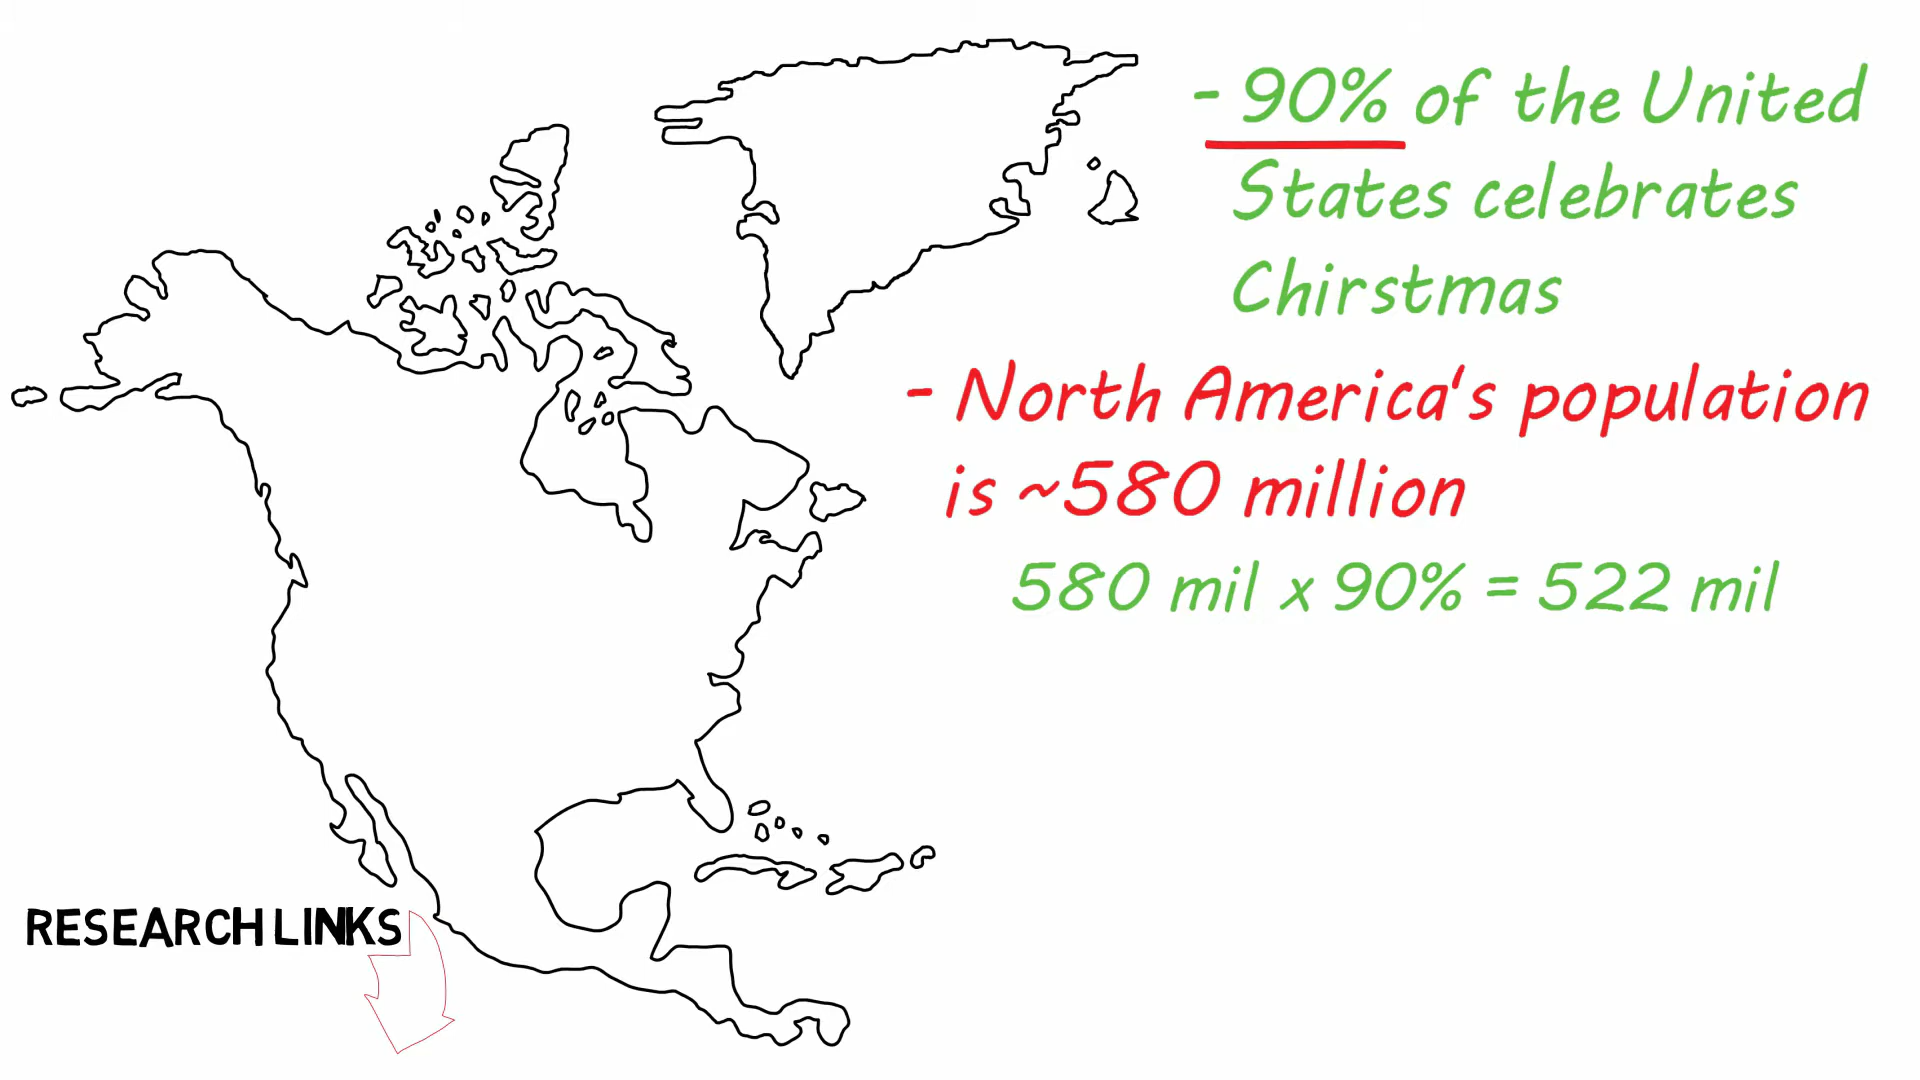 - 90% of the United
States celebrates
Chirstmas
- North America's population
is ~580 million
580 mil x 90% = 522 mil
RESEARCH LINKS